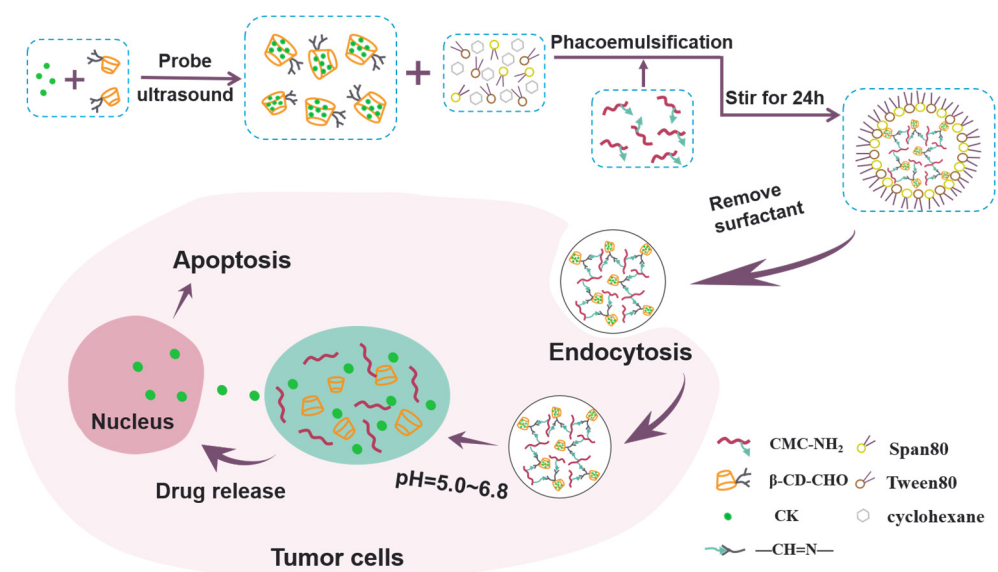 Probe
ultrasound
Phacoemulsification
Stir for 24h
Remove
surfactant
Apoptosis
Endocytosis
Nucleus
Drug release
pH=5.0~6.8
Tumor cells
CMC-NH₂
Span80
β-CD-CHO
Tween80
CK
cyclohexane
—CH=N—